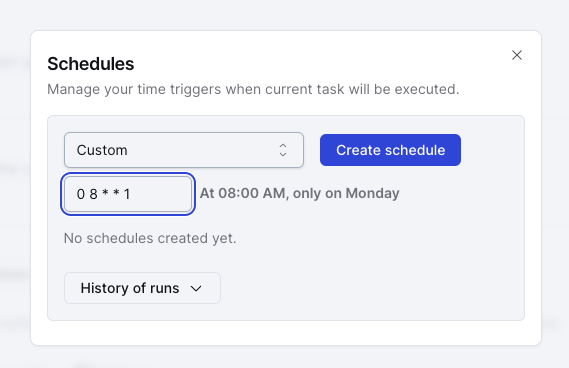 Schedules
Manage your time triggers when current task will be executed.
Custom
Create schedule
0 8 * * 1
At 08:00 AM, only on Monday
No schedules created yet.
History of runs